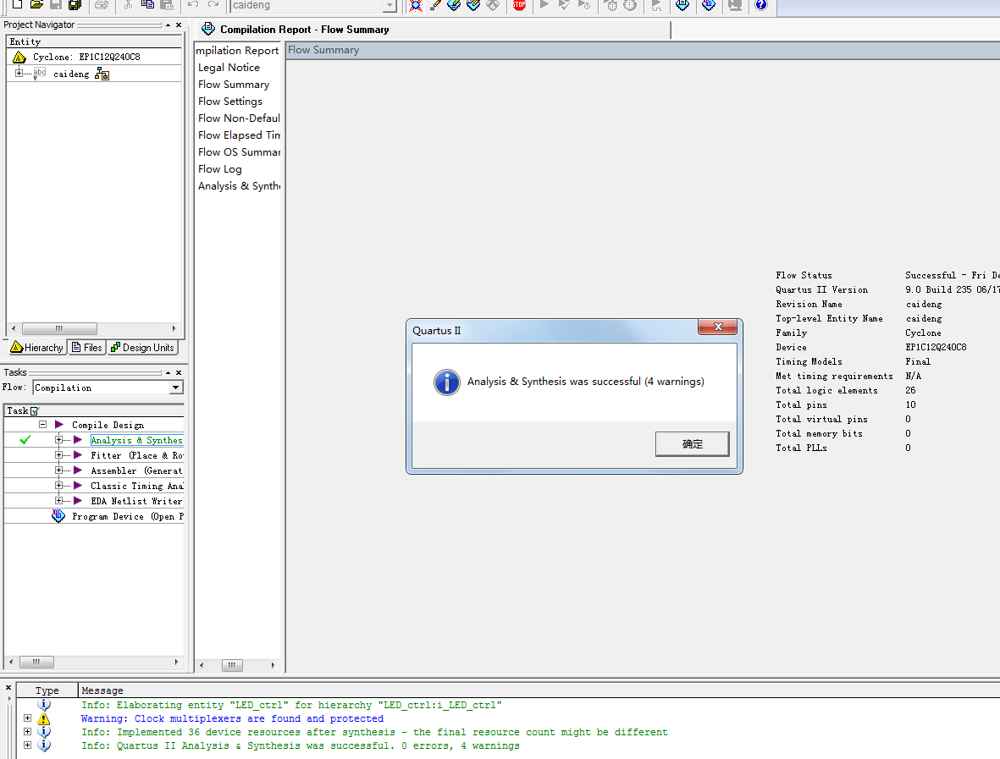 caideng
STOP
Project Navigator
Entity
Cyclone: EP1C12Q240C8
abc caideng
Hierarchy Files Design Units
Tasks
Flow: Compilation
Task
Compile Design
Analysis & Synthes
Fitter (Place & Ro
Assembler (Generat
Classic Timing Ana
EDA Netlist Writer
Program Device (Open P
Compilation Report - Flow Summary
mpilation Report
Legal Notice
Flow Summary
Flow Settings
Flow Non-Defaul
Flow Elapsed Tim
Flow OS Summar
Flow Log
Analysis & Synthe
Flow Summary
Flow Status Successful - Fri De
Quartus II Version 9.0 Build 235 06/17
Revision Name caideng
Top-level Entity Name caideng
Family Cyclone
Device EP1C12Q240C8
Timing Models Final
Met timing requirements N/A
Total logic elements 26
Total pins 10
Total virtual pins 0
Total memory bits 0
Total PLLs 0
Quartus II
Analysis & Synthesis was successful (4 warnings)
确定
Type Message
Info: Elaborating entity "LED_ctrl" for hierarchy "LED_ctrl:i_LED_ctrl"
Warning: Clock multiplexers are found and protected
Info: Implemented 36 device resources after synthesis - the final resource count might be different
Info: Quartus II Analysis & Synthesis was successful. 0 errors, 4 warnings